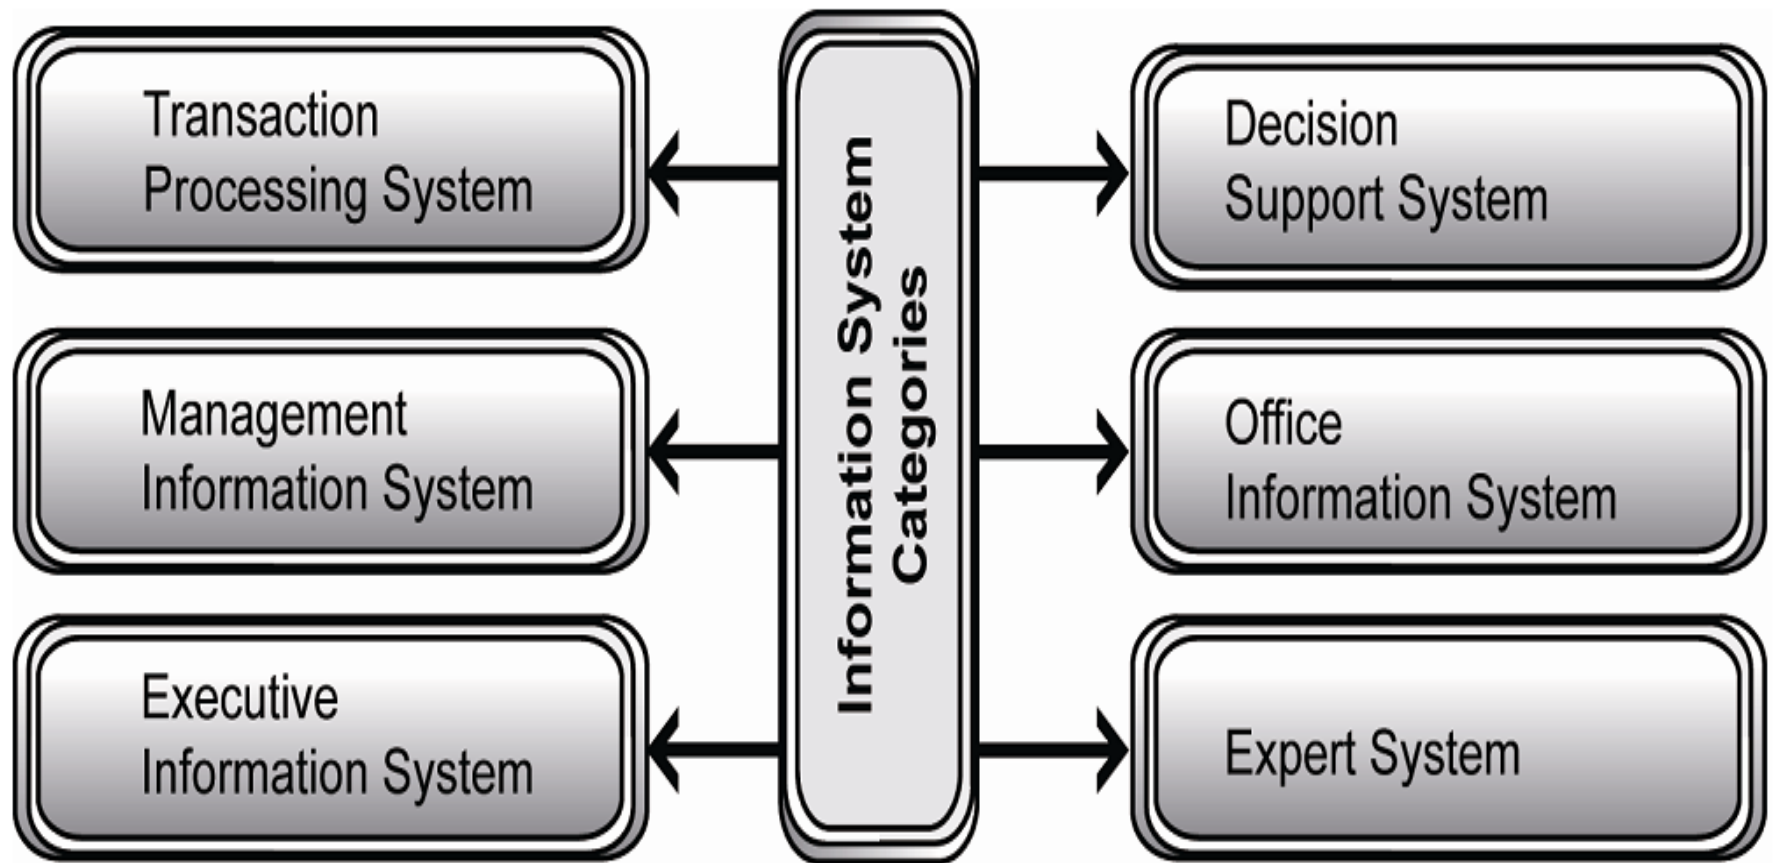 Transaction
Processing System
Management
Information System
Executive
Information System
Information System
Categories
Decision
Support System
Office
Information System
Expert System